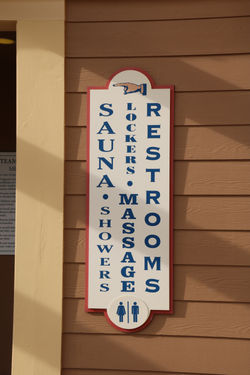 SAUNA • SHOWERS
LOCKERS • MASSAGE
RESTROOMS